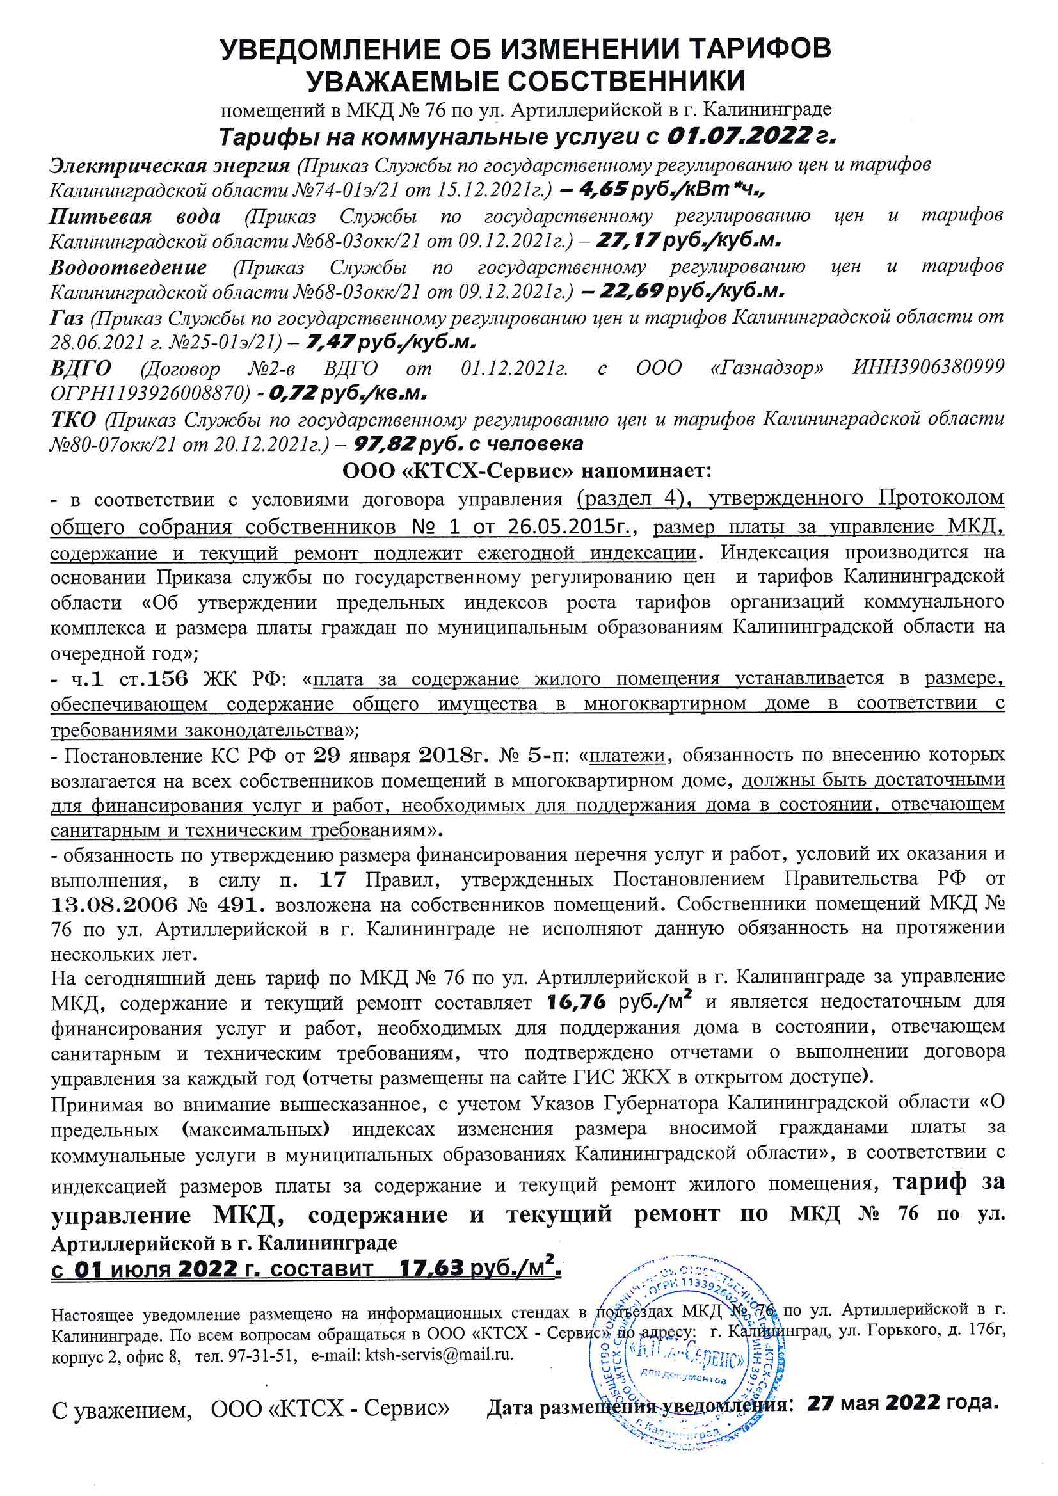 УВЕДОМЛЕНИЕ ОБ ИЗМЕНЕНИИ ТАРИФОВ
УВАЖАЕМЫЕ СОБСТВЕННИКИ
помещений в МКД № 76 по ул. Артиллерийской в г. Калининграде
Тарифы на коммунальные услуги с 01.07.2022 г.
Электрическая энергия (Приказ Службы по государственному регулированию цен и тарифов
Калининградской области №74-01э/21 от 15.12.2021г.) – 4,65 руб./кВт*ч.,
Питьевая вода (Приказ Службы по государственному регулированию цен и тарифов
Калининградской области №68-03окк/21 от 09.12.2021г.) – 27,17 руб./куб.м.
Водоотведение (Приказ Службы по государственному регулированию цен и тарифов
Калининградской области №68-03окк/21 от 09.12.2021г.) – 22,69 руб./куб.м.
Газ (Приказ Службы по государственному регулированию цен и тарифов Калининградской области от
28.06.2021 г. №25-01э/21) – 7,47 руб./куб.м.
ВДГО (Договор №2-в ВДГО от 01.12.2021г. с ООО «Газнадзор» ИНН3906380999
ОГРН1193926008870) - 0,72 руб./кв.м.
ТКО (Приказ Службы по государственному регулированию цен и тарифов Калининградской области
№80-07окк/21 от 20.12.2021г.) – 97,82 руб. с человека
ООО «КТСХ-Сервис» напоминает:
- в соответствии с условиями договора управления (раздел 4), утвержденного Протоколом
общего собрания собственников № 1 от 26.05.2015г., размер платы за управление МКД,
содержание и текущий ремонт подлежит ежегодной индексации. Индексация производится на
основании Приказа службы по государственному регулированию цен и тарифов Калининградской
области «Об утверждении предельных индексов роста тарифов организаций коммунального
комплекса и размера платы граждан по муниципальным образованиям Калининградской области на
очередной год»;
- ч.1 ст.156 ЖК РФ: «плата за содержание жилого помещения устанавливается в размере,
обеспечивающем содержание общего имущества в многоквартирном доме в соответствии с
требованиями законодательства»;
- Постановление КС РФ от 29 января 2018г. № 5-п: «платежи, обязанность по внесению которых
возлагается на всех собственников помещений в многоквартирном доме, должны быть достаточными
для финансирования услуг и работ, необходимых для поддержания дома в состоянии, отвечающем
санитарным и техническим требованиям».
- обязанность по утверждению размера финансирования перечня услуг и работ, условий их оказания и
выполнения, в силу п. 17 Правил, утвержденных Постановлением Правительства РФ от
13.08.2006 № 491. возложена на собственников помещений. Собственники помещений МКД №
76 по ул. Артиллерийской в г. Калининграде не исполняют данную обязанность на протяжении
нескольких лет.
На сегодняшний день тариф по МКД № 76 по ул. Артиллерийской в г. Калининграде за управление
МКД, содержание и текущий ремонт составляет 16,76 руб./м² и является недостаточным для
финансирования услуг и работ, необходимых для поддержания дома в состоянии, отвечающем
санитарным и техническим требованиям, что подтверждено отчетами о выполнении договора
управления за каждый год (отчеты размещены на сайте ГИС ЖКХ в открытом доступе).
Принимая во внимание вышесказанное, с учетом Указов Губернатора Калининградской области «О
предельных (максимальных) индексах изменения размера вносимой гражданами платы за
коммунальные услуги в муниципальных образованиях Калининградской области», в соответствии с
индексацией размеров платы за содержание и текущий ремонт жилого помещения, тариф за
управление МКД, содержание и текущий ремонт по МКД № 76 по ул.
Артиллерийской в г. Калининграде
с 01 июля 2022 г. составит 17,63 руб./м².
Настоящее уведомление размещено на информационных стендах в подъездах МКД № 76 по ул. Артиллерийской в г.
Калининграде. По всем вопросам обращаться в ООО «КТСХ - Сервис» по адресу: г. Калининград, ул. Горького, д. 176г,
корпус 2, офис 8, тел. 97-31-51, e-mail: ktsh-servis@mail.ru.
«КТСХ-Сервис»
для документов
г. Калининград
С уважением, ООО «КТСХ - Сервис» Дата размещения уведомления: 27 мая 2022 года.